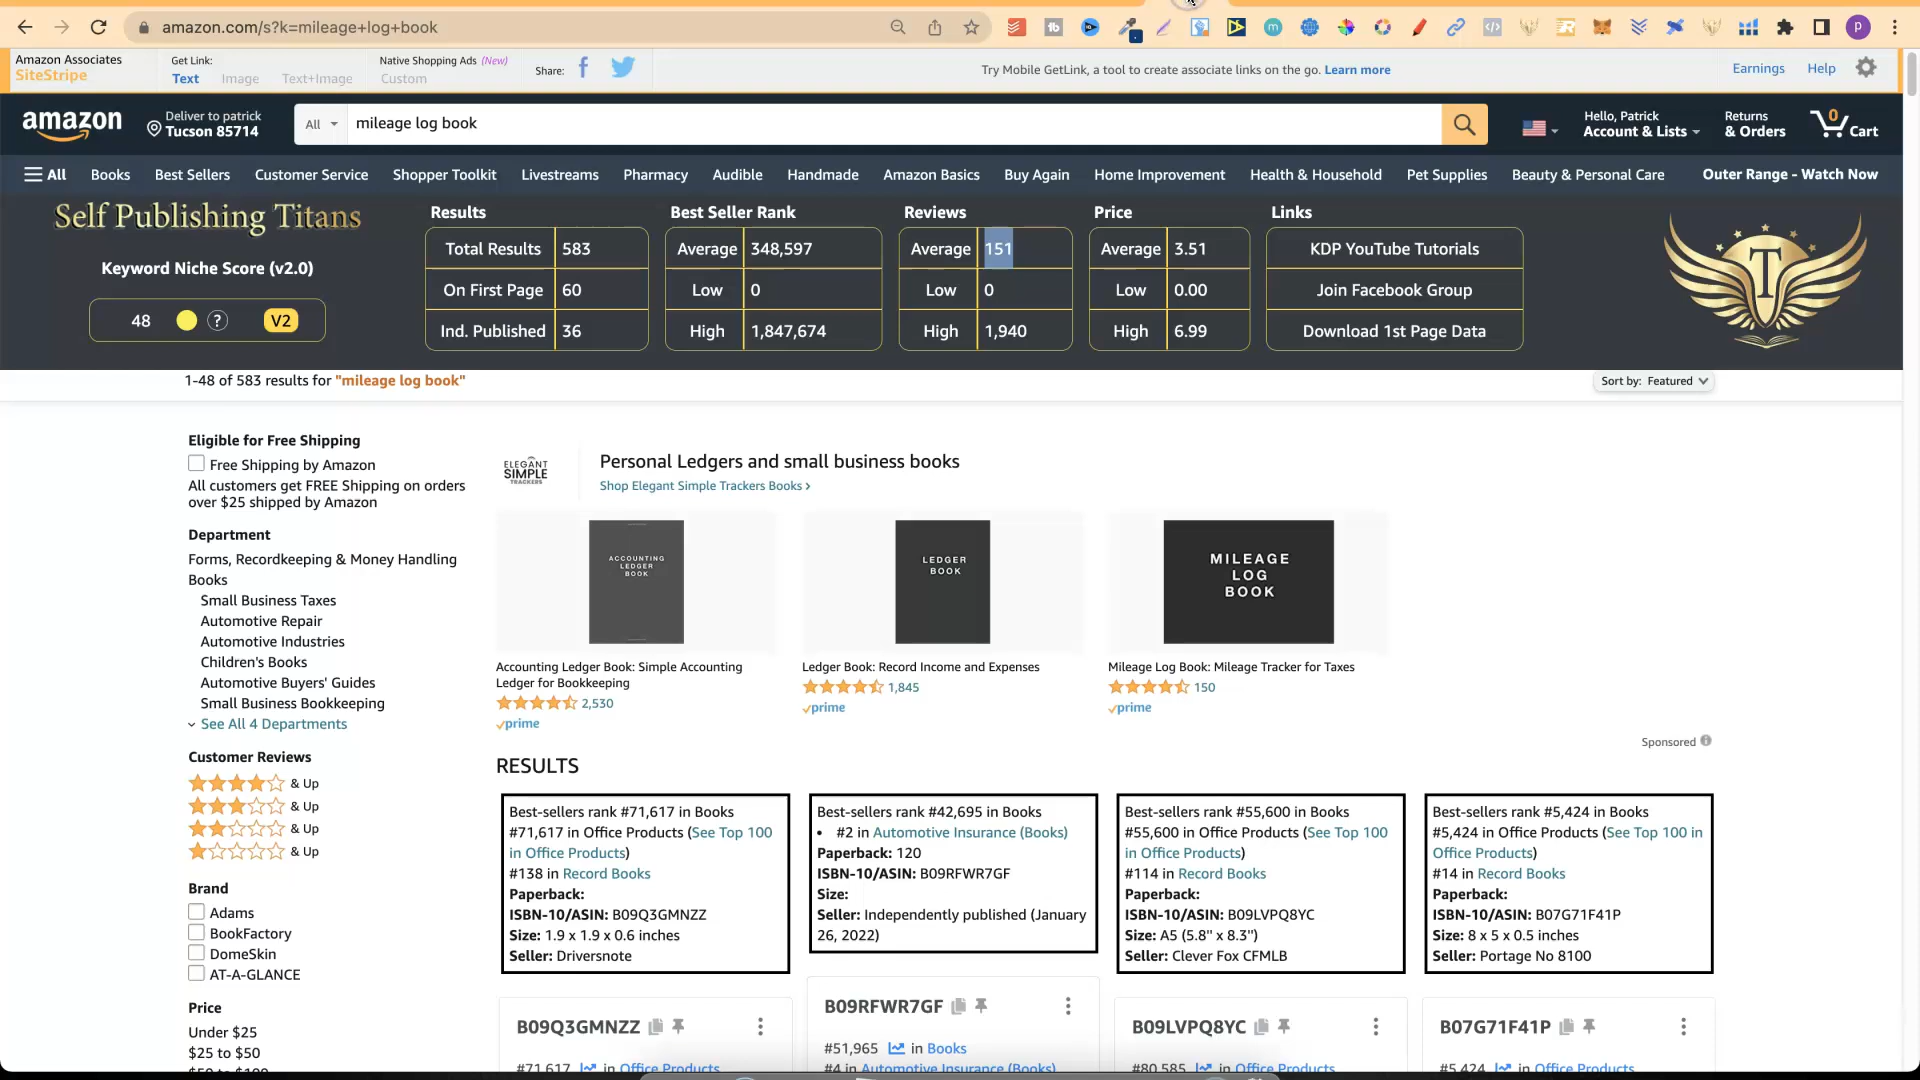 amazon.com/s?k=mileage+log+book
Amazon Associates
SiteStripe
Get Link:
Text Image Text+Image
Native Shopping Ads (New)
Custom
Share:
Try Mobile GetLink, a tool to create associate links on the go. Learn more
Earnings Help
amazon
Deliver to patrick
Tucson 85714
All
mileage log book
Hello, Patrick
Account & Lists
Returns
& Orders
0
Cart
All Books Best Sellers Customer Service Shopper Toolkit Livestreams Pharmacy Audible Handmade Amazon Basics Buy Again Home Improvement Health & Household Pet Supplies Beauty & Personal Care Outer Range - Watch Now
Self Publishing Titans
Keyword Niche Score (v2.0)
48 ? V2
Results
Total Results 583
On First Page 60
Ind. Published 36
Best Seller Rank
Average 348,597
Low 0
High 1,847,674
Reviews
Average 151
Low 0
High 1,940
Price
Average 3.51
Low 0.00
High 6.99
Links
KDP YouTube Tutorials
Join Facebook Group
Download 1st Page Data
T
1-48 of 583 results for "mileage log book"
Sort by: Featured
Eligible for Free Shipping
Free Shipping by Amazon
All customers get FREE Shipping on orders
over $25 shipped by Amazon
Department
Forms, Recordkeeping & Money Handling
Books
Small Business Taxes
Automotive Repair
Automotive Industries
Children's Books
Automotive Buyers' Guides
Small Business Bookkeeping
See All 4 Departments
Customer Reviews
& Up
& Up
& Up
& Up
Brand
Adams
BookFactory
DomeSkin
AT-A-GLANCE
Price
Under $25
$25 to $50
ELEGANT
SIMPLE
TRACKERS
Personal Ledgers and small business books
Shop Elegant Simple Trackers Books ›
ACCOUNTING
LEDGER
BOOK
Accounting Ledger Book: Simple Accounting
Ledger for Bookkeeping
2,530
prime
LEDGER
BOOK
Ledger Book: Record Income and Expenses
1,845
prime
MILEAGE
LOG
BOOK
Mileage Log Book: Mileage Tracker for Taxes
150
prime
Sponsored
RESULTS
Best-sellers rank #71,617 in Books
#71,617 in Office Products (See Top 100
in Office Products)
#138 in Record Books
Paperback:
ISBN-10/ASIN: B09Q3GMNZZ
Size: 1.9 x 1.9 x 0.6 inches
Seller: Driversnote
Best-sellers rank #42,695 in Books
• #2 in Automotive Insurance (Books)
Paperback: 120
ISBN-10/ASIN: B09RFWR7GF
Size:
Seller: Independently published (January
26, 2022)
Best-sellers rank #55,600 in Books
#55,600 in Office Products (See Top 100
in Office Products)
#114 in Record Books
Paperback:
ISBN-10/ASIN: B09LVPQ8YC
Size: A5 (5.8" x 8.3")
Seller: Clever Fox CFMLB
Best-sellers rank #5,424 in Books
#5,424 in Office Products (See Top 100 in
Office Products)
#14 in Record Books
Paperback:
ISBN-10/ASIN: B07G71F41P
Size: 8 x 5 x 0.5 inches
Seller: Portage No 8100
B09Q3GMNZZ
#71,617 in Office Products
B09RFWR7GF
#51,965 in Books
#4 in Automotive Insurance (Books)
B09LVPQ8YC
#80,585 in Office Products
B07G71F41P
#5,424 in Office Products